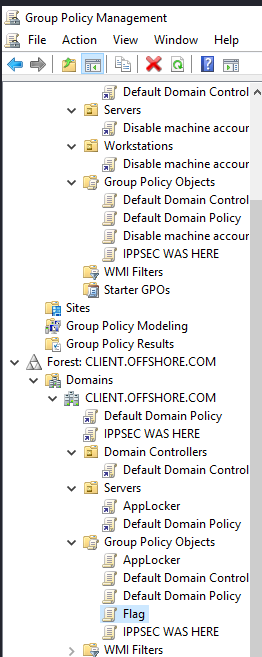 Group Policy Management
File Action View Window Help
Default Domain Control
Servers
Disable machine accour
Workstations
Disable machine accour
Group Policy Objects
Default Domain Control
Default Domain Policy
Disable machine accour
IPPSEC WAS HERE
WMI Filters
Starter GPOs
Sites
Group Policy Modeling
Group Policy Results
Forest: CLIENT.OFFSHORE.COM
Domains
CLIENT.OFFSHORE.COM
Default Domain Policy
IPPSEC WAS HERE
Domain Controllers
Default Domain Control
Servers
AppLocker
Default Domain Policy
Group Policy Objects
AppLocker
Default Domain Control
Default Domain Policy
Flag
IPPSEC WAS HERE
WMI Filters